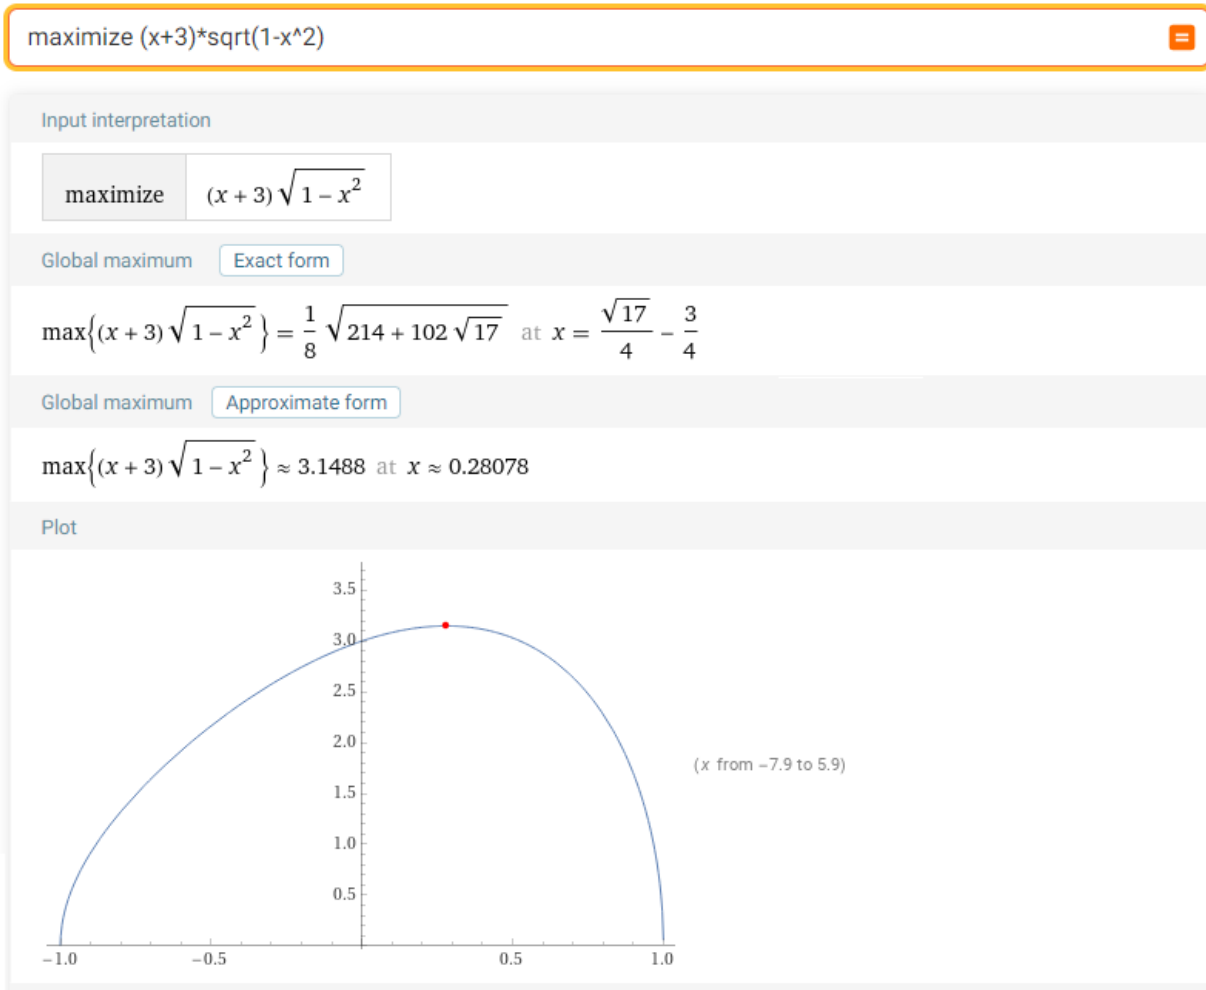 maximize (x+3)*sqrt(1-x^2)
=
Input interpretation
maximize (x + 3) √(1 − x²)
Global maximum Exact form
max{(x + 3) √(1 − x²)} = 1/8 √(214 + 102 √17) at x = √17/4 − 3/4
Global maximum Approximate form
max{(x + 3) √(1 − x²)} ≈ 3.1488 at x ≈ 0.28078
Plot
3.5
3.0
2.5
2.0
(x from −7.9 to 5.9)
1.5
1.0
0.5
−1.0 −0.5 0.5 1.0